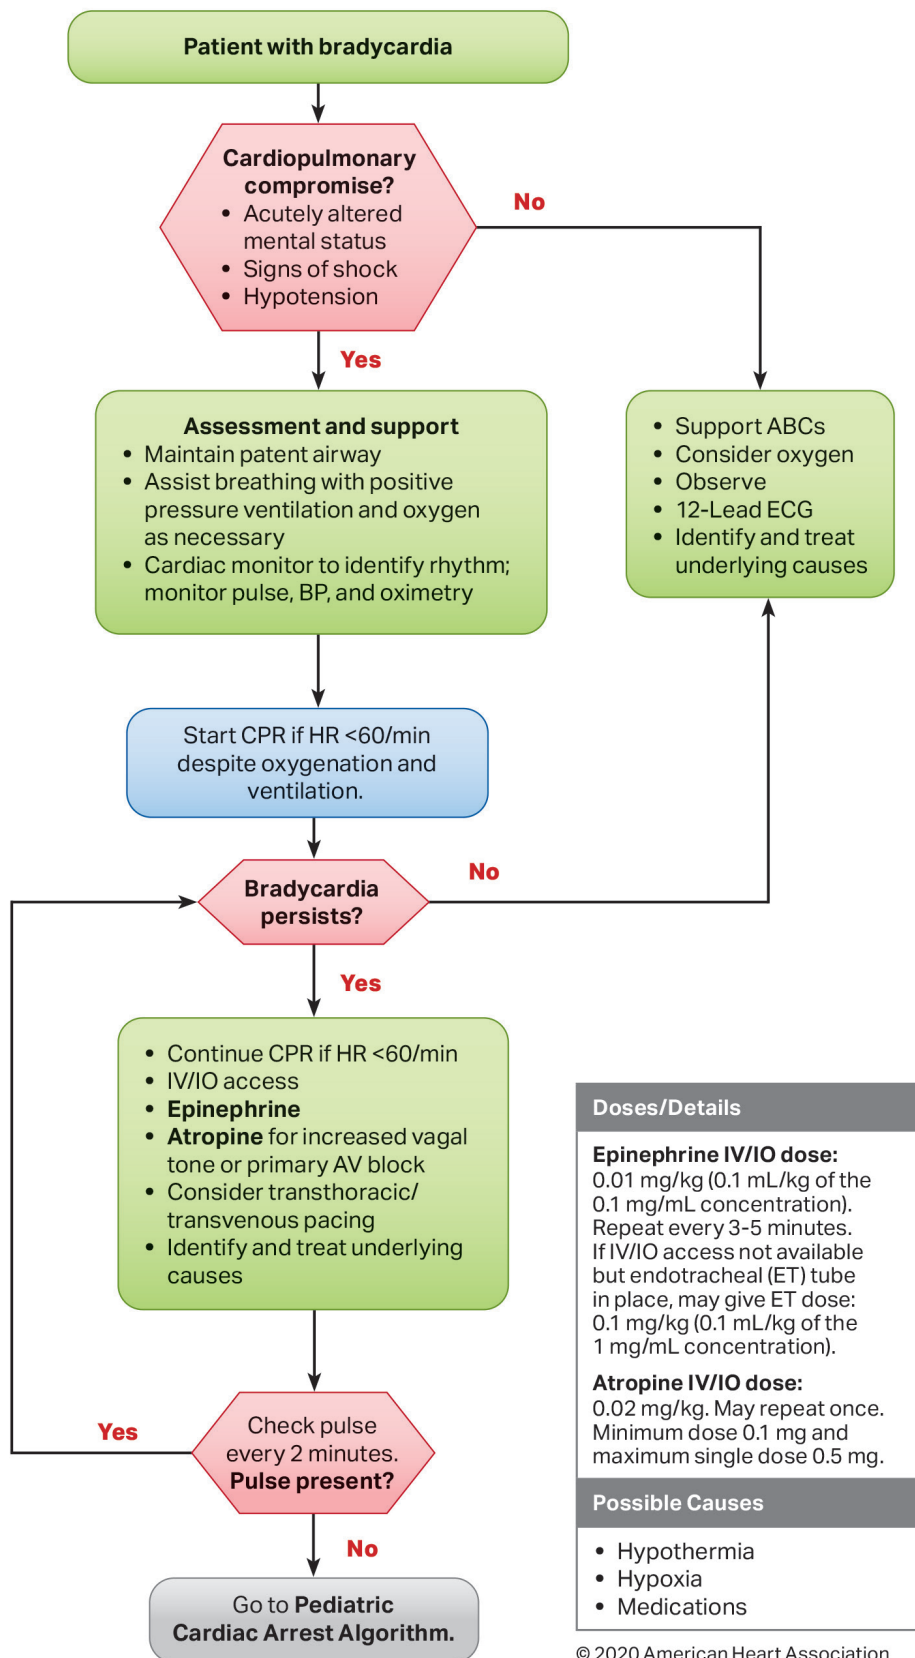 Patient with bradycardia
Cardiopulmonary
compromise?
• Acutely altered
mental status
• Signs of shock
• Hypotension
No
Yes
Assessment and support
• Maintain patent airway
• Assist breathing with positive
pressure ventilation and oxygen
as necessary
• Cardiac monitor to identify rhythm;
monitor pulse, BP, and oximetry
• Support ABCs
• Consider oxygen
• Observe
• 12-Lead ECG
• Identify and treat
underlying causes
Start CPR if HR <60/min
despite oxygenation and
ventilation.
Bradycardia
persists?
No
Yes
• Continue CPR if HR <60/min
• IV/IO access
• Epinephrine
• Atropine for increased vagal
tone or primary AV block
• Consider transthoracic/
transvenous pacing
• Identify and treat underlying
causes
Check pulse
every 2 minutes.
Pulse present?
Yes
No
Go to Pediatric
Cardiac Arrest Algorithm.
Doses/Details
Epinephrine IV/IO dose:
0.01 mg/kg (0.1 mL/kg of the
0.1 mg/mL concentration).
Repeat every 3-5 minutes.
If IV/IO access not available
but endotracheal (ET) tube
in place, may give ET dose:
0.1 mg/kg (0.1 mL/kg of the
1 mg/mL concentration).
Atropine IV/IO dose:
0.02 mg/kg. May repeat once.
Minimum dose 0.1 mg and
maximum single dose 0.5 mg.
Possible Causes
• Hypothermia
• Hypoxia
• Medications
© 2020 American Heart Association